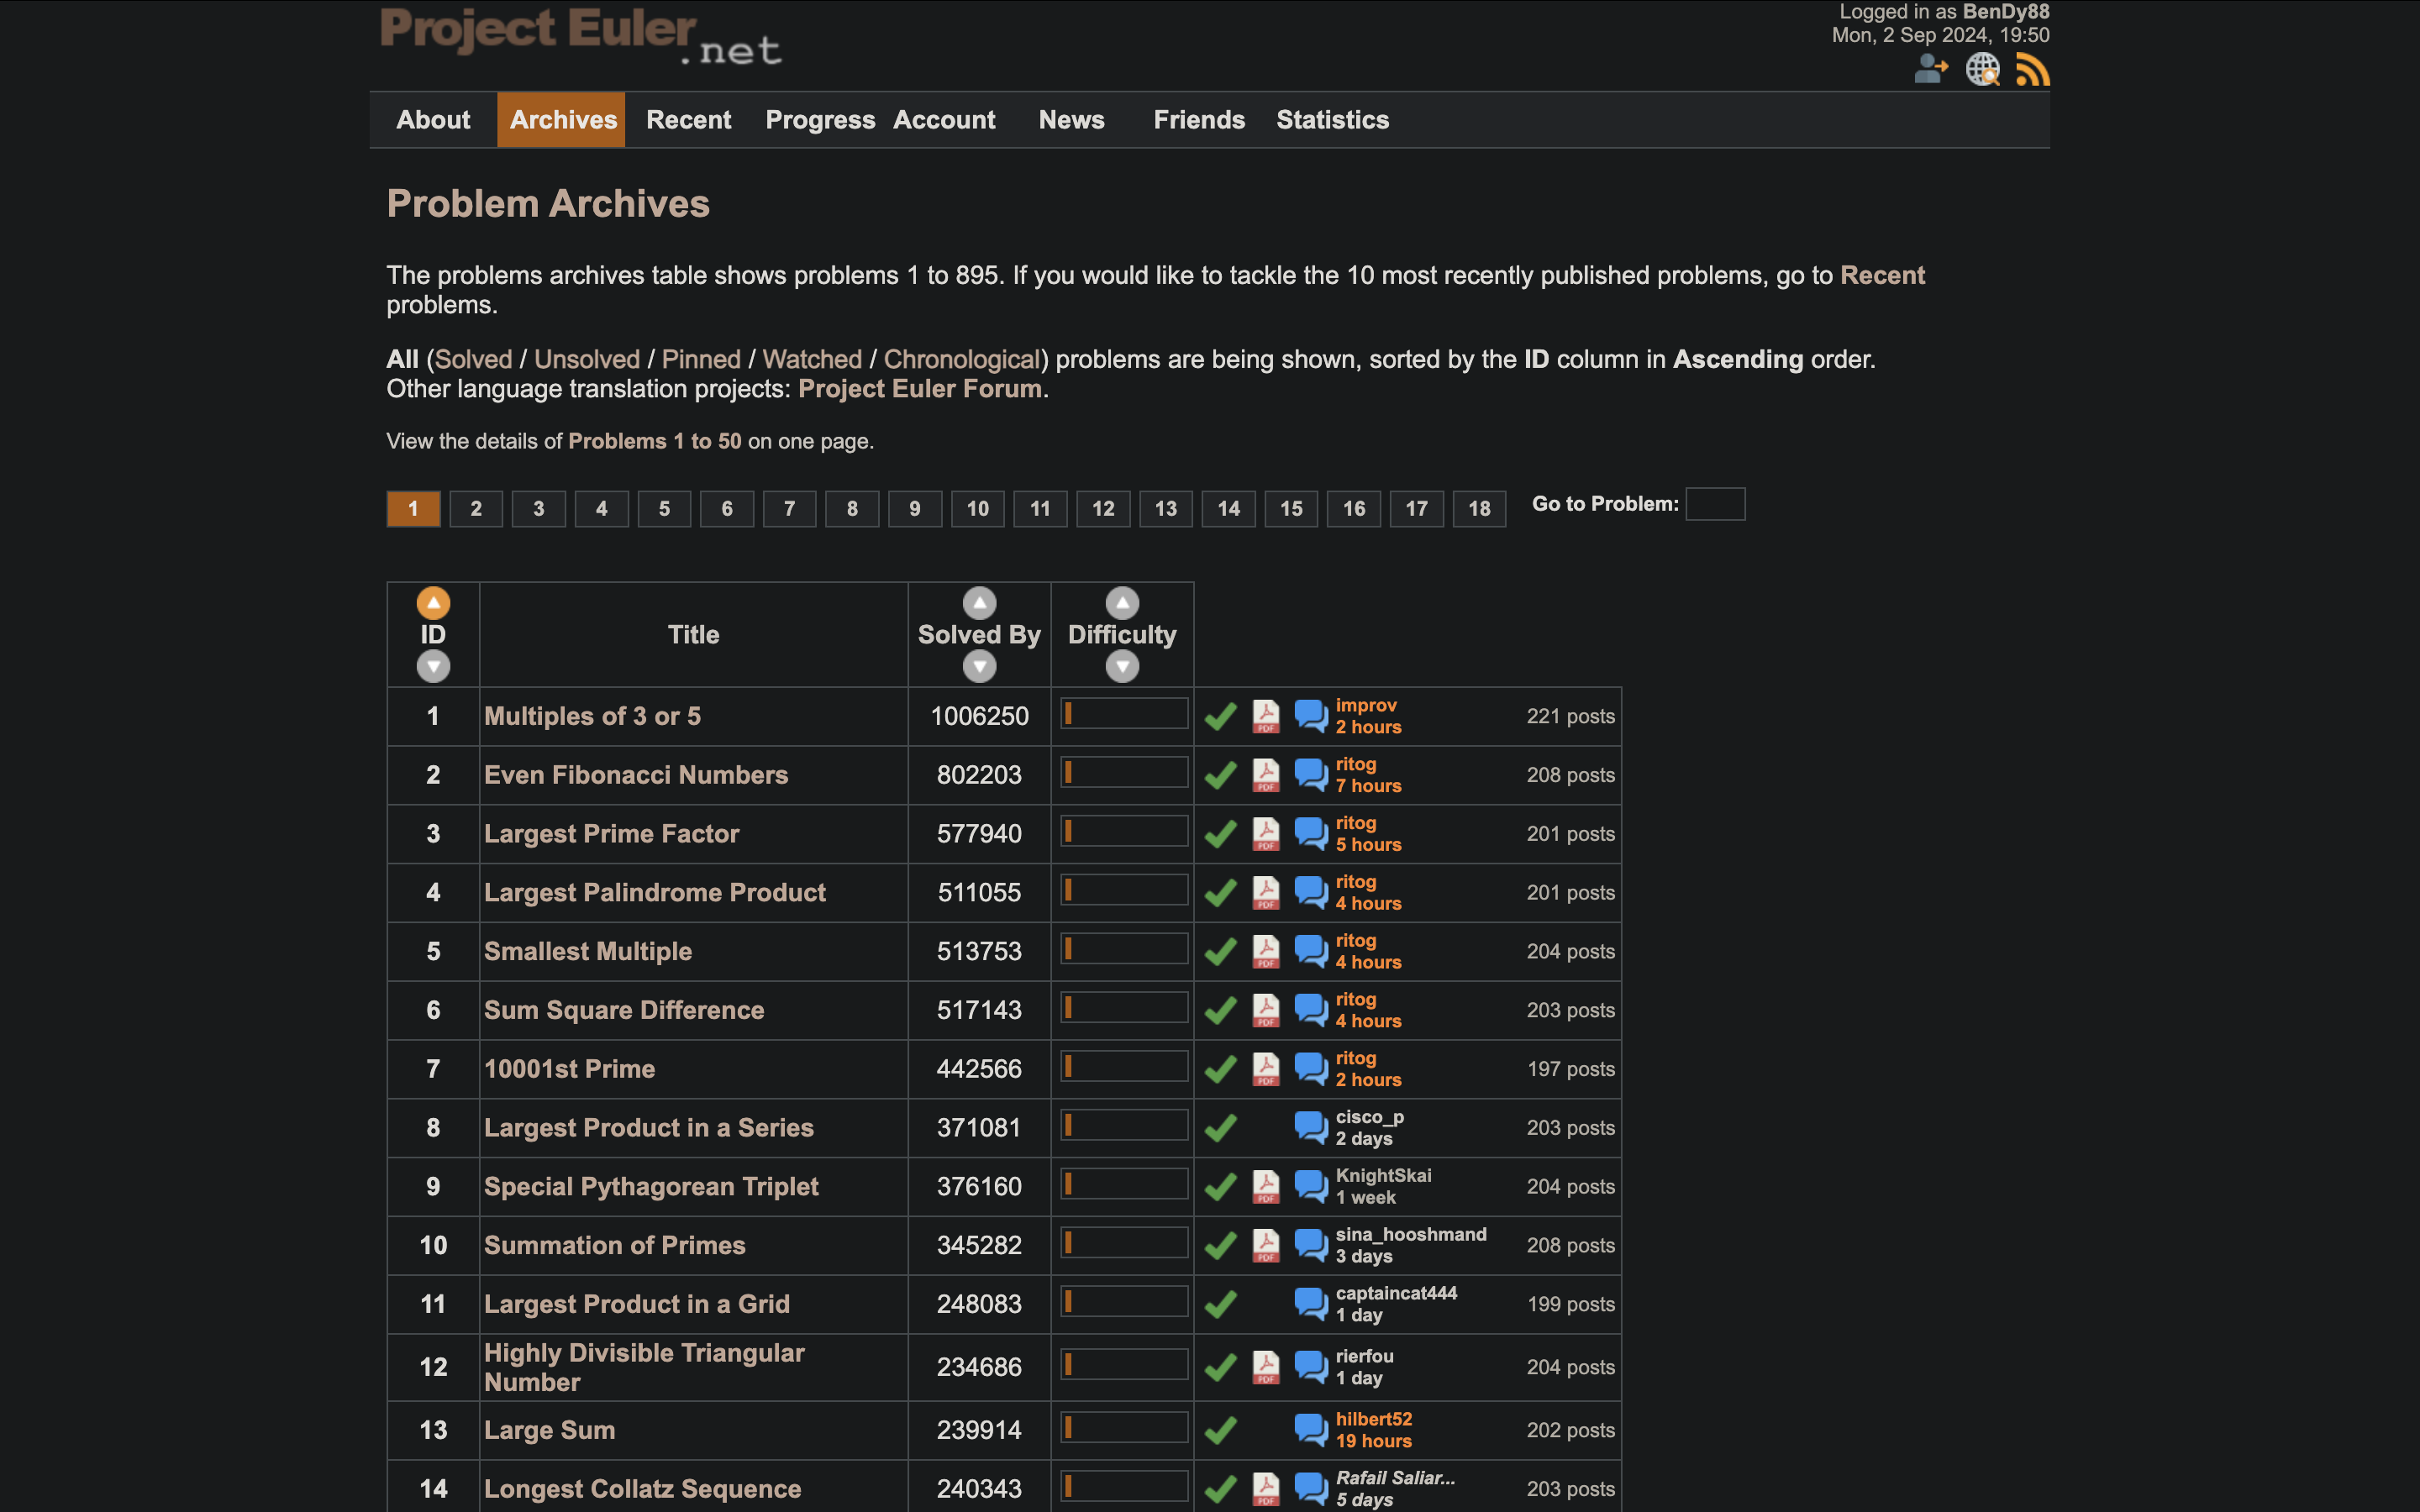 Project Euler.net
Logged in as BenDy88
Mon, 2 Sep 2024, 19:50
About Archives Recent Progress Account News Friends Statistics
Problem Archives
The problems archives table shows problems 1 to 895. If you would like to tackle the 10 most recently published problems, go to Recent
problems.
All (Solved / Unsolved / Pinned / Watched / Chronological) problems are being shown, sorted by the ID column in Ascending order.
Other language translation projects: Project Euler Forum.
View the details of Problems 1 to 50 on one page.
1 2 3 4 5 6 7 8 9 10 11 12 13 14 15 16 17 18 Go to Problem:
ID Title Solved By Difficulty
1 Multiples of 3 or 5 1006250 PDF improv 221 posts
2 hours
2 Even Fibonacci Numbers 802203 PDF ritog 208 posts
7 hours
3 Largest Prime Factor 577940 PDF ritog 201 posts
5 hours
4 Largest Palindrome Product 511055 PDF ritog 201 posts
4 hours
5 Smallest Multiple 513753 PDF ritog 204 posts
4 hours
6 Sum Square Difference 517143 PDF ritog 203 posts
4 hours
7 10001st Prime 442566 PDF ritog 197 posts
2 hours
8 Largest Product in a Series 371081 cisco_p 203 posts
2 days
9 Special Pythagorean Triplet 376160 PDF KnightSkai 204 posts
1 week
10 Summation of Primes 345282 PDF sina_hooshmand 208 posts
3 days
11 Largest Product in a Grid 248083 captaincat444 199 posts
1 day
12 Highly Divisible Triangular
Number 234686 PDF rierfou 204 posts
1 day
13 Large Sum 239914 hilbert52 202 posts
19 hours
14 Longest Collatz Sequence 240343 PDF Rafail Saliar... 203 posts
5 days